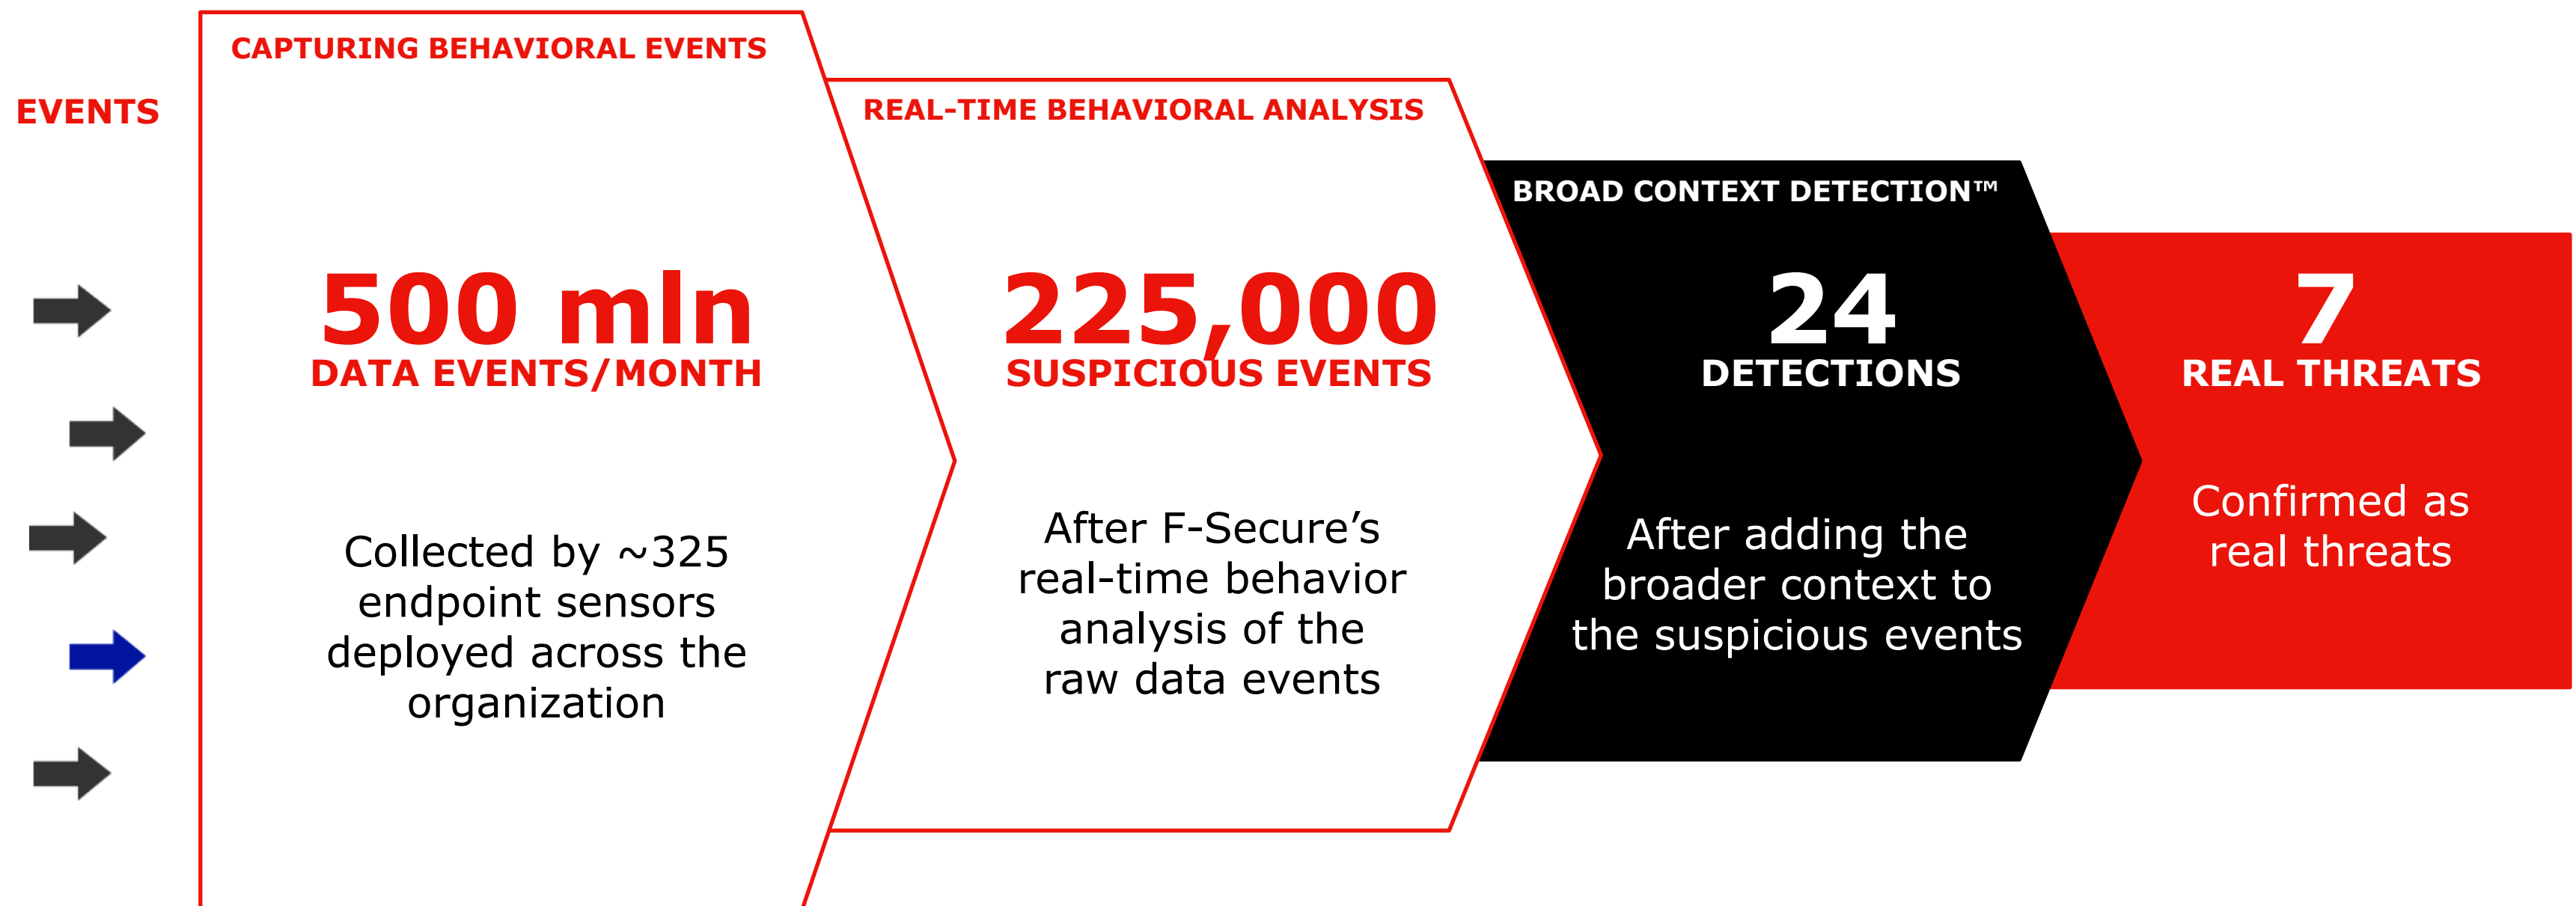 EVENTS
CAPTURING BEHAVIORAL EVENTS
500 mln
DATA EVENTS/MONTH
Collected by ~325
endpoint sensors
deployed across the
organization
REAL-TIME BEHAVIORAL ANALYSIS
225,000
SUSPICIOUS EVENTS
After F-Secure’s
real-time behavior
analysis of the
raw data events
BROAD CONTEXT DETECTION™
24
DETECTIONS
After adding the
broader context to
the suspicious events
7
REAL THREATS
Confirmed as
real threats